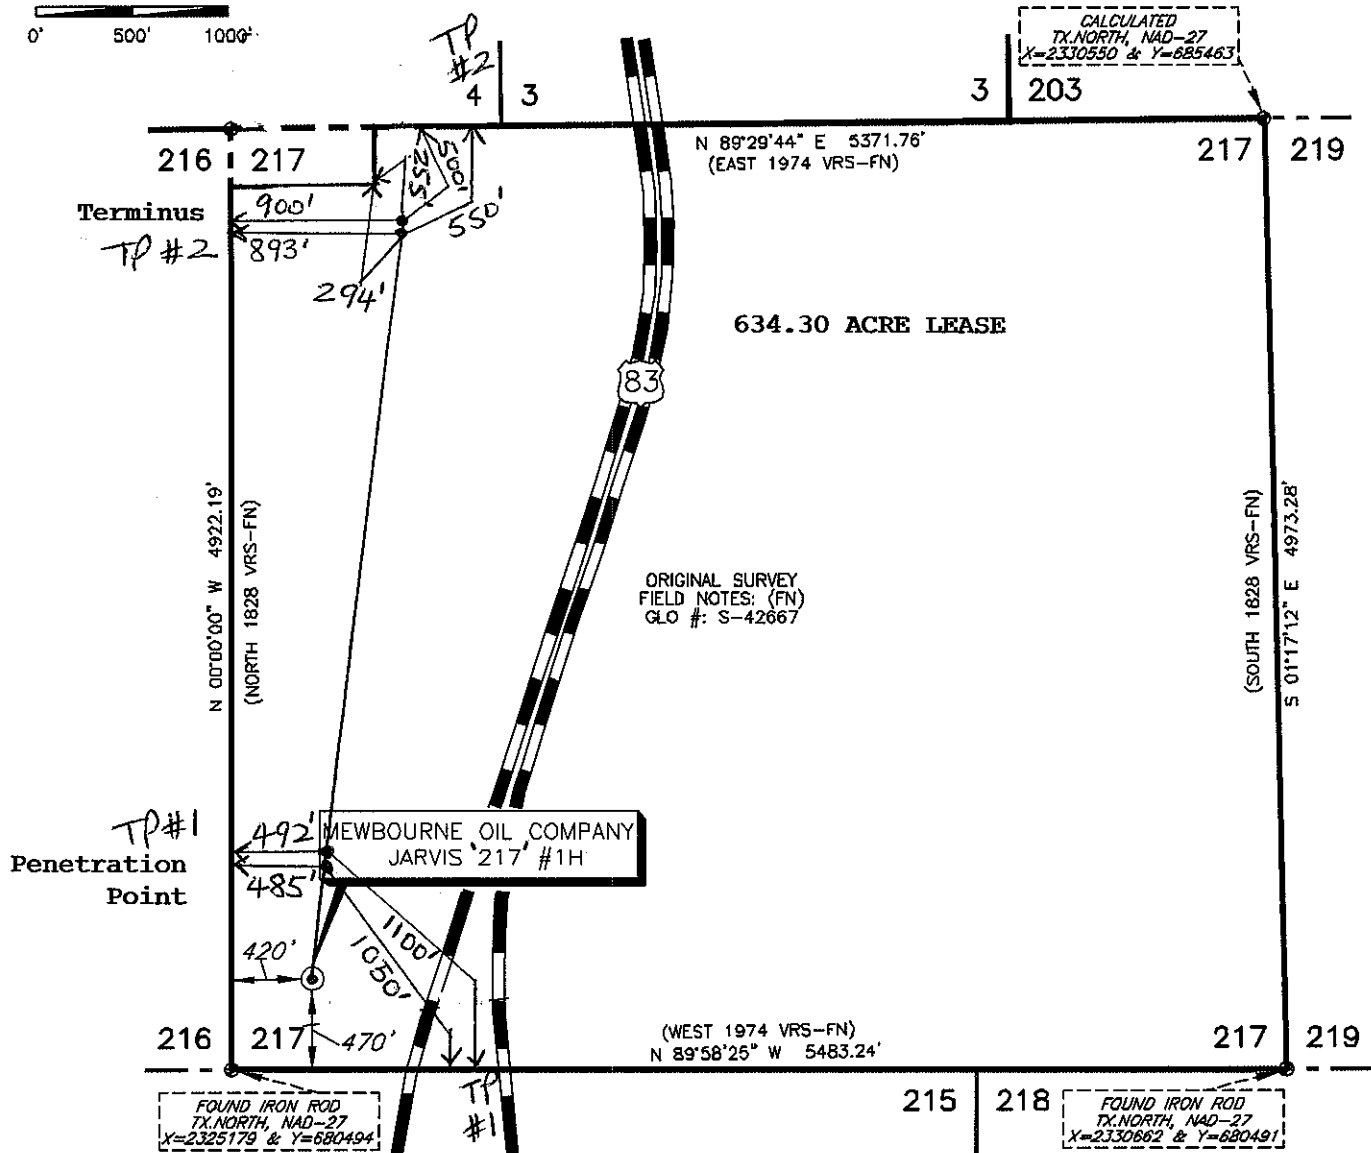 0' 500' 1000'
TP
#2
CALCULATED
TX.NORTH, NAD-27
X=2330550 & Y=685463
4 3
3 203
N 89°29'44" E 5371.76'
(EAST 1974 VRS-FN)
216 217
217 219
255'
500'
550'
Terminus
900'
TP #2
893'
294'
634.30 ACRE LEASE
83
N 00°00'00" W 4922.19'
(NORTH 1828 VRS-FN)
ORIGINAL SURVEY
FIELD NOTES: (FN)
GLO #: S-42667
(SOUTH 1828 VRS-FN)
S 01°17'12" E 4973.28'
TP #1
492'
MEWBOURNE OIL COMPANY
JARVIS '217' #1H
Penetration
Point
485'
1100'
1050'
420'
470'
216 217
(WEST 1974 VRS-FN)
N 89°58'25" W 5483.24'
217 219
TP
#1
215 218
FOUND IRON ROD
TX.NORTH, NAD-27
X=2325179 & Y=680494
FOUND IRON ROD
TX.NORTH, NAD-27
X=2330662 & Y=680491